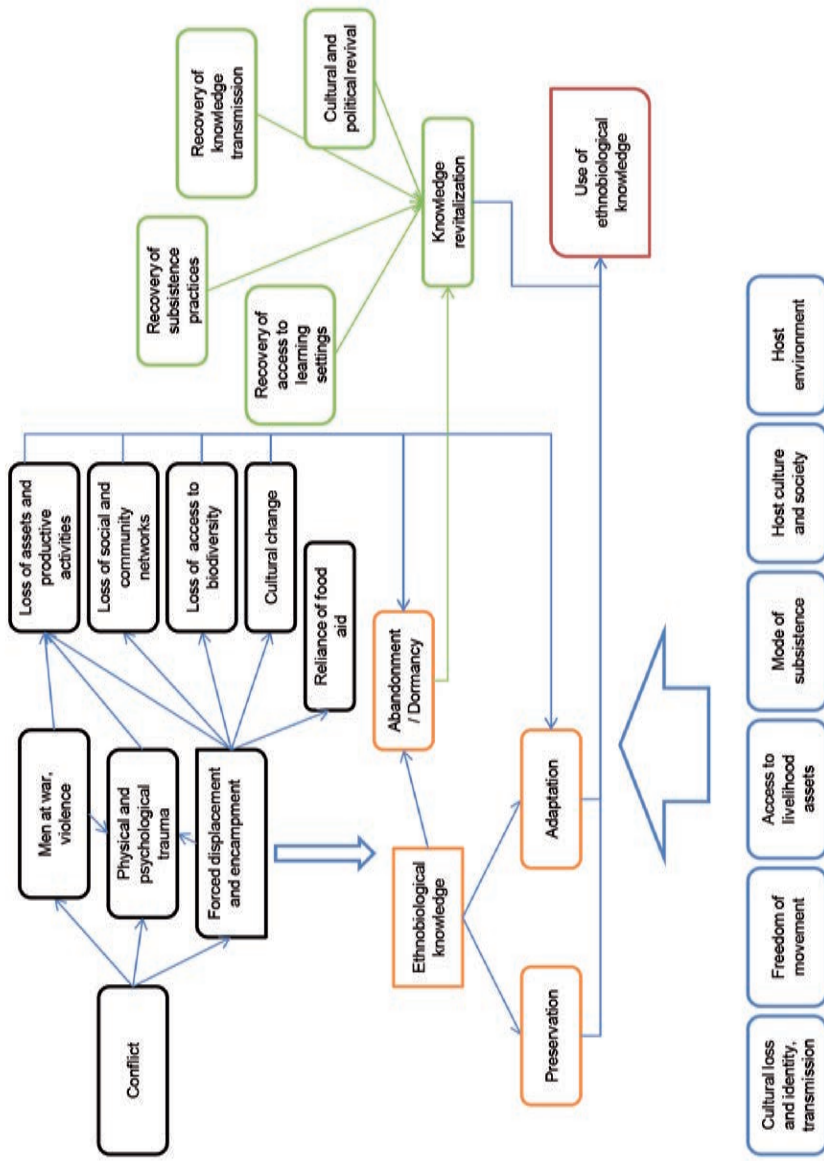 Conflict
Men at war,
violence
Physical and
psychological
trauma
Forced displacement
and encampment
Loss of assets and
productive
activities
Loss of social and
community
networks
Loss of access to
biodiversity
Cultural change
Reliance of food
aid
Ethnobiological
knowledge
Preservation
Adaptation
Abandonment
/ Dormancy
Recovery of
subsistence
practices
Recovery of
knowledge
transmission
Recovery of
access to
learning
settings
Cultural and
political revival
Knowledge
revitalization
Use of
ethnobiological
knowledge
Cultural loss
and identity,
transmission
Freedom of
movement
Access to
livelihood
assets
Mode of
subsistence
Host culture
and society
Host
environment